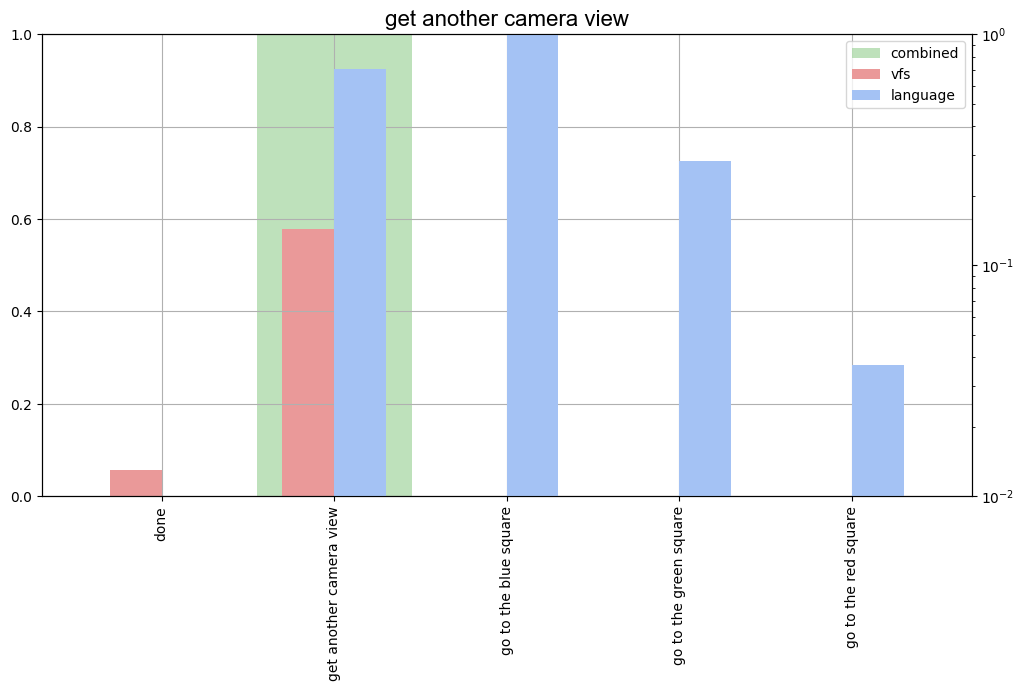 get another camera view
1.0
0.8
0.6
0.4
0.2
0.0
10⁰
10⁻¹
10⁻²
combined
vfs
language
done
get another camera view
go to the blue square
go to the green square
go to the red square